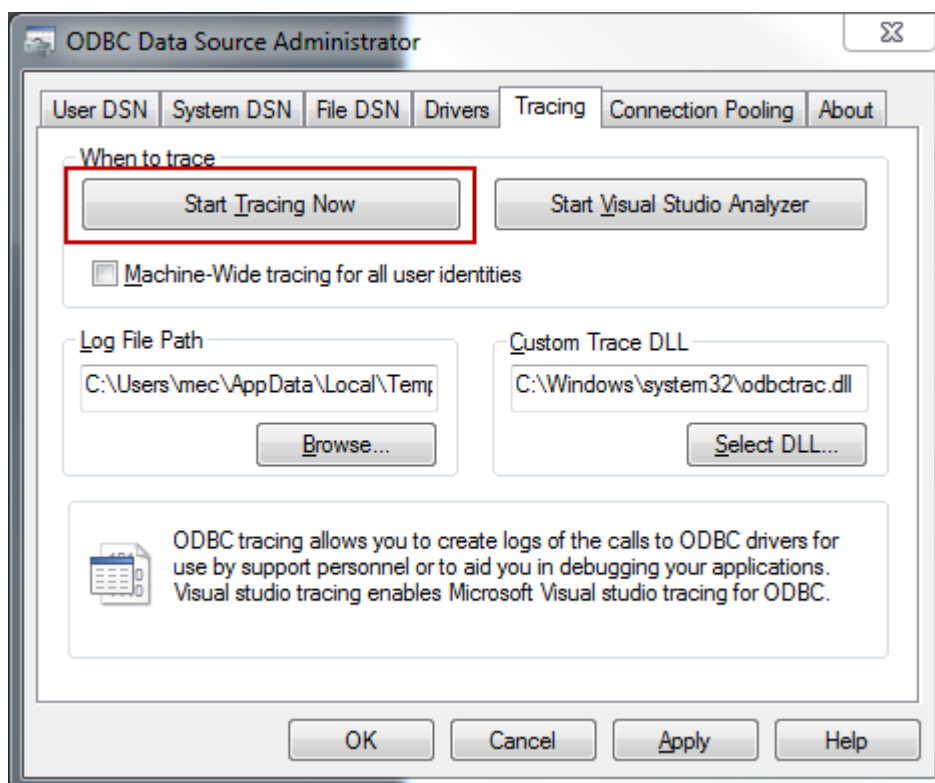 ODBC Data Source Administrator
User DSN System DSN File DSN Drivers Tracing Connection Pooling About
When to trace
Start Tracing Now Start Visual Studio Analyzer
Machine-Wide tracing for all user identities
Log File Path Custom Trace DLL
C:\Users\mec\AppData\Local\Temp C:\Windows\system32\odbctrac.dll
Browse... Select DLL...
ODBC tracing allows you to create logs of the calls to ODBC drivers for
use by support personnel or to aid you in debugging your applications.
Visual studio tracing enables Microsoft Visual studio tracing for ODBC.
OK Cancel Apply Help